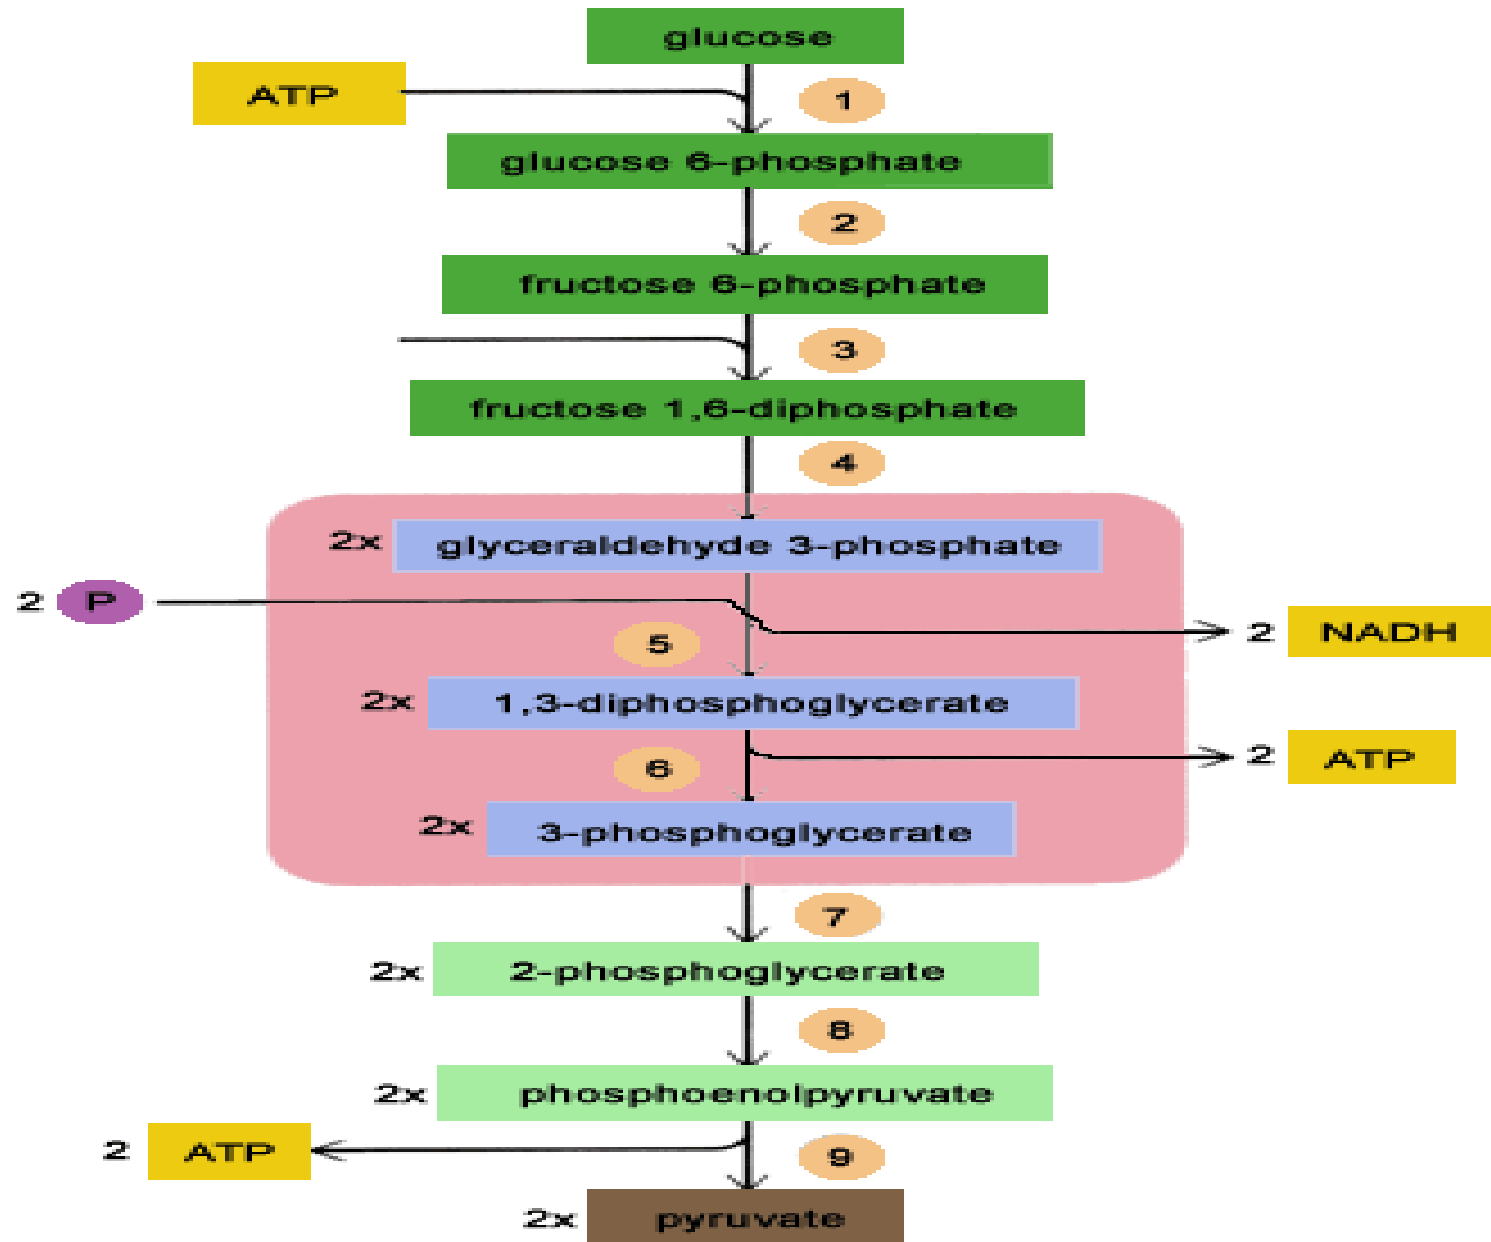 glucose
ATP
1
glucose 6-phosphate
2
fructose 6-phosphate
3
fructose 1,6-diphosphate
4
2x glyceraldehyde 3-phosphate
2 P
2 NADH
5
2x 1,3-diphosphoglycerate
2 ATP
6
2x 3-phosphoglycerate
7
2x 2-phosphoglycerate
8
2x phosphoenolpyruvate
2 ATP
9
2x pyruvate